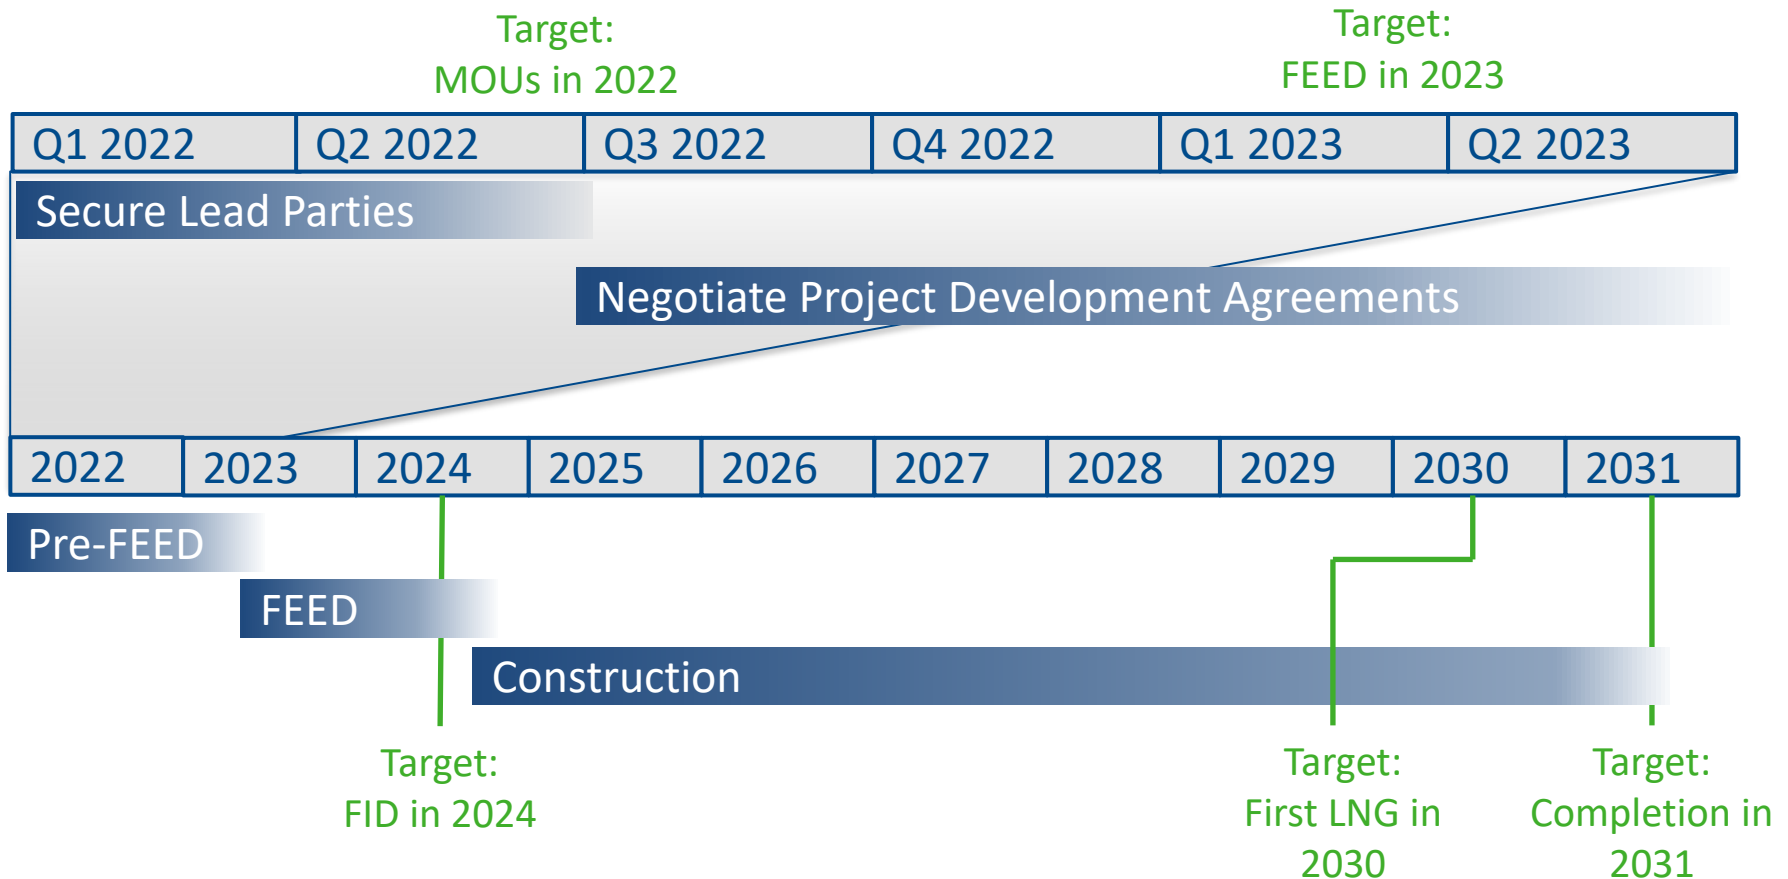 Target:
MOUs in 2022
Target:
FEED in 2023
Q1 2022
Q2 2022
Q3 2022
Q4 2022
Q1 2023
Q2 2023
Secure Lead Parties
Negotiate Project Development Agreements
2022
2023
2024
2025
2026
2027
2028
2029
2030
2031
Pre-FEED
FEED
Construction
Target:
FID in 2024
Target:
First LNG in
2030
Target:
Completion in
2031